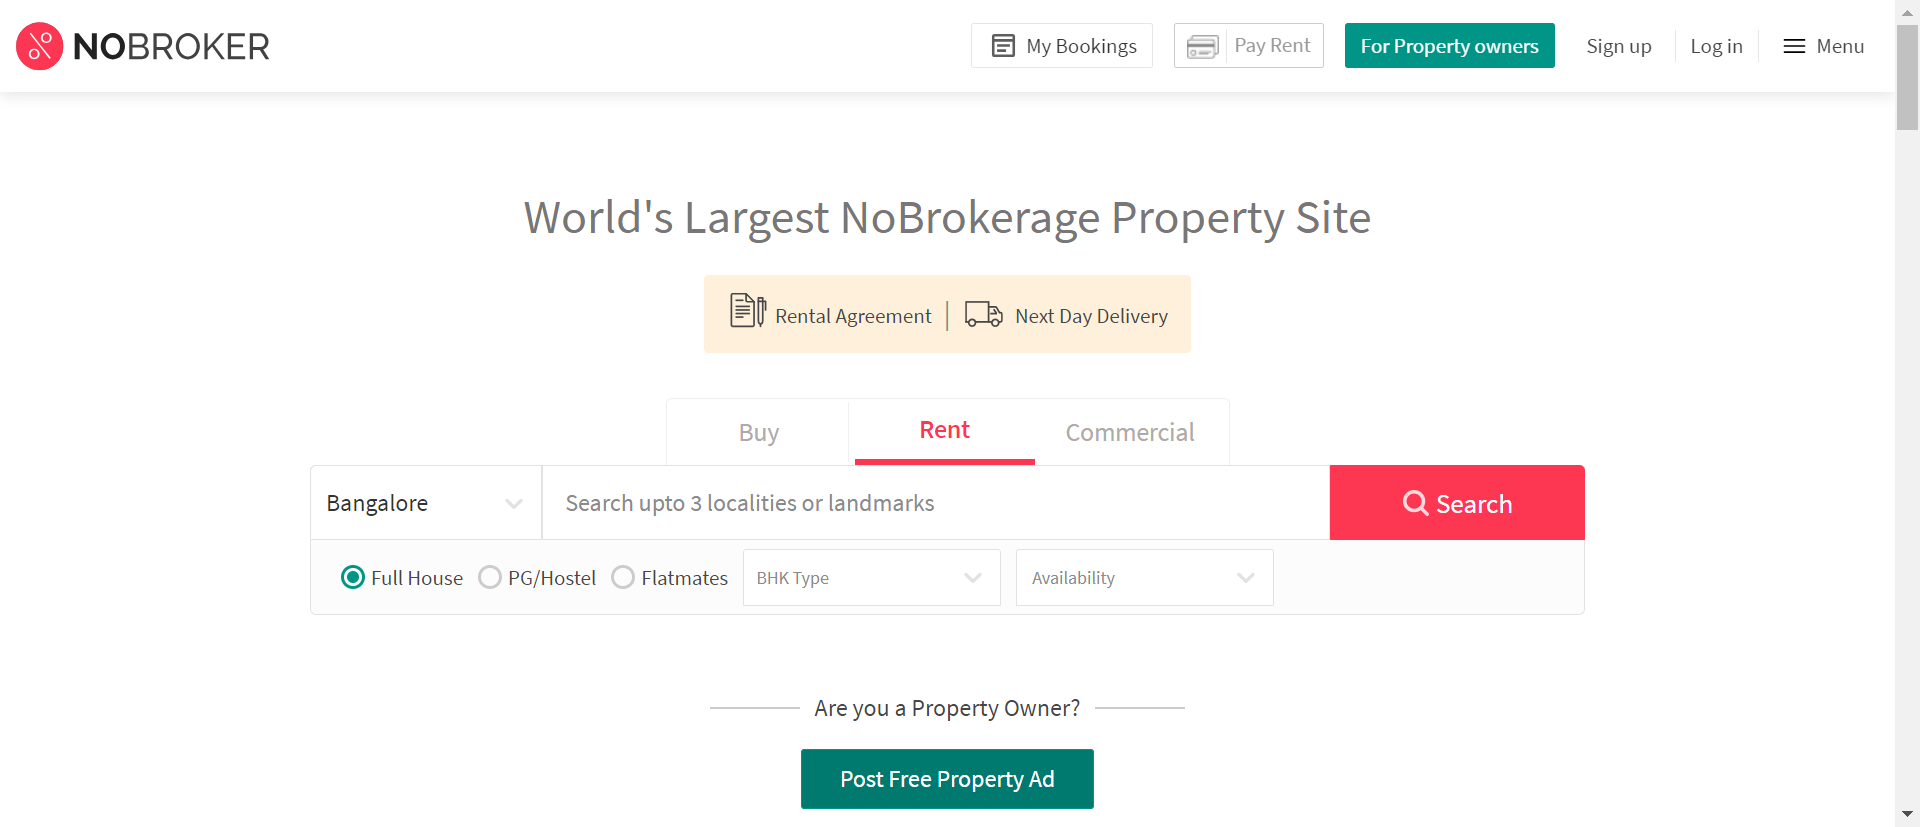 NOBROKER
My Bookings
Pay Rent
For Property owners
Sign up
Log in
Menu
World's Largest NoBrokerage Property Site
Rental Agreement
Next Day Delivery
Buy
Rent
Commercial
Bangalore
Search upto 3 localities or landmarks
Search
Full House
PG/Hostel
Flatmates
BHK Type
Availability
Are you a Property Owner?
Post Free Property Ad